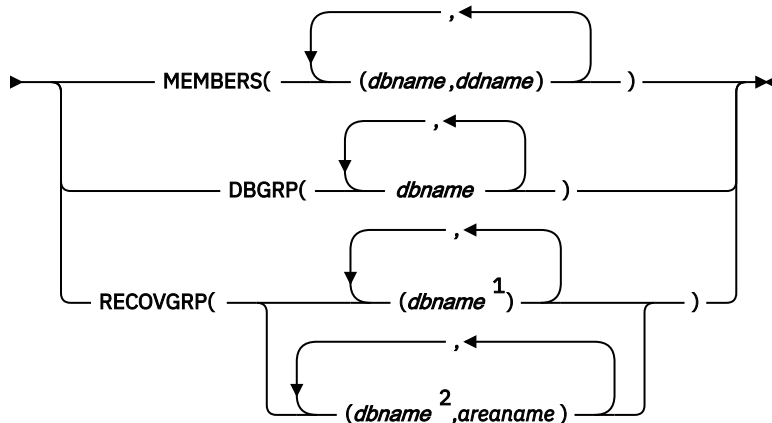 ,
MEMBERS( (dbname,ddname) )
,
DBGRP( dbname )
,
RECOVGRP( (dbname 1) )
,
(dbname 2,areaname)